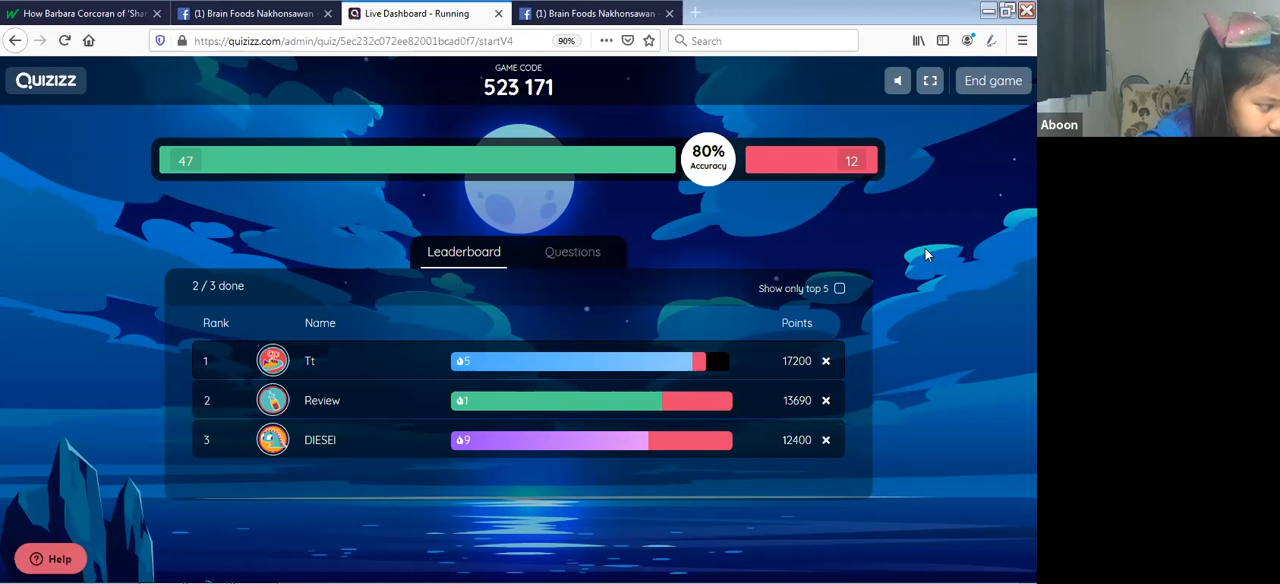 How Barbara Corcoran of 'Shar
(1) Brain Foods Nakhonsawan -
Live Dashboard - Running
(1) Brain Foods Nakhonsawan -
https://quizizz.com/admin/quiz/5ec232c072ee82001bcad0f7/startV4
90%
Search
QUIZIZZ
GAME CODE
523 171
End game
47
80%
Accuracy
12
Leaderboard
Questions
2 / 3 done
Show only top 5
Rank
Name
Points
1
Tt
5
17200
2
Review
1
13690
3
DIESEl
9
12400
Help
Aboon